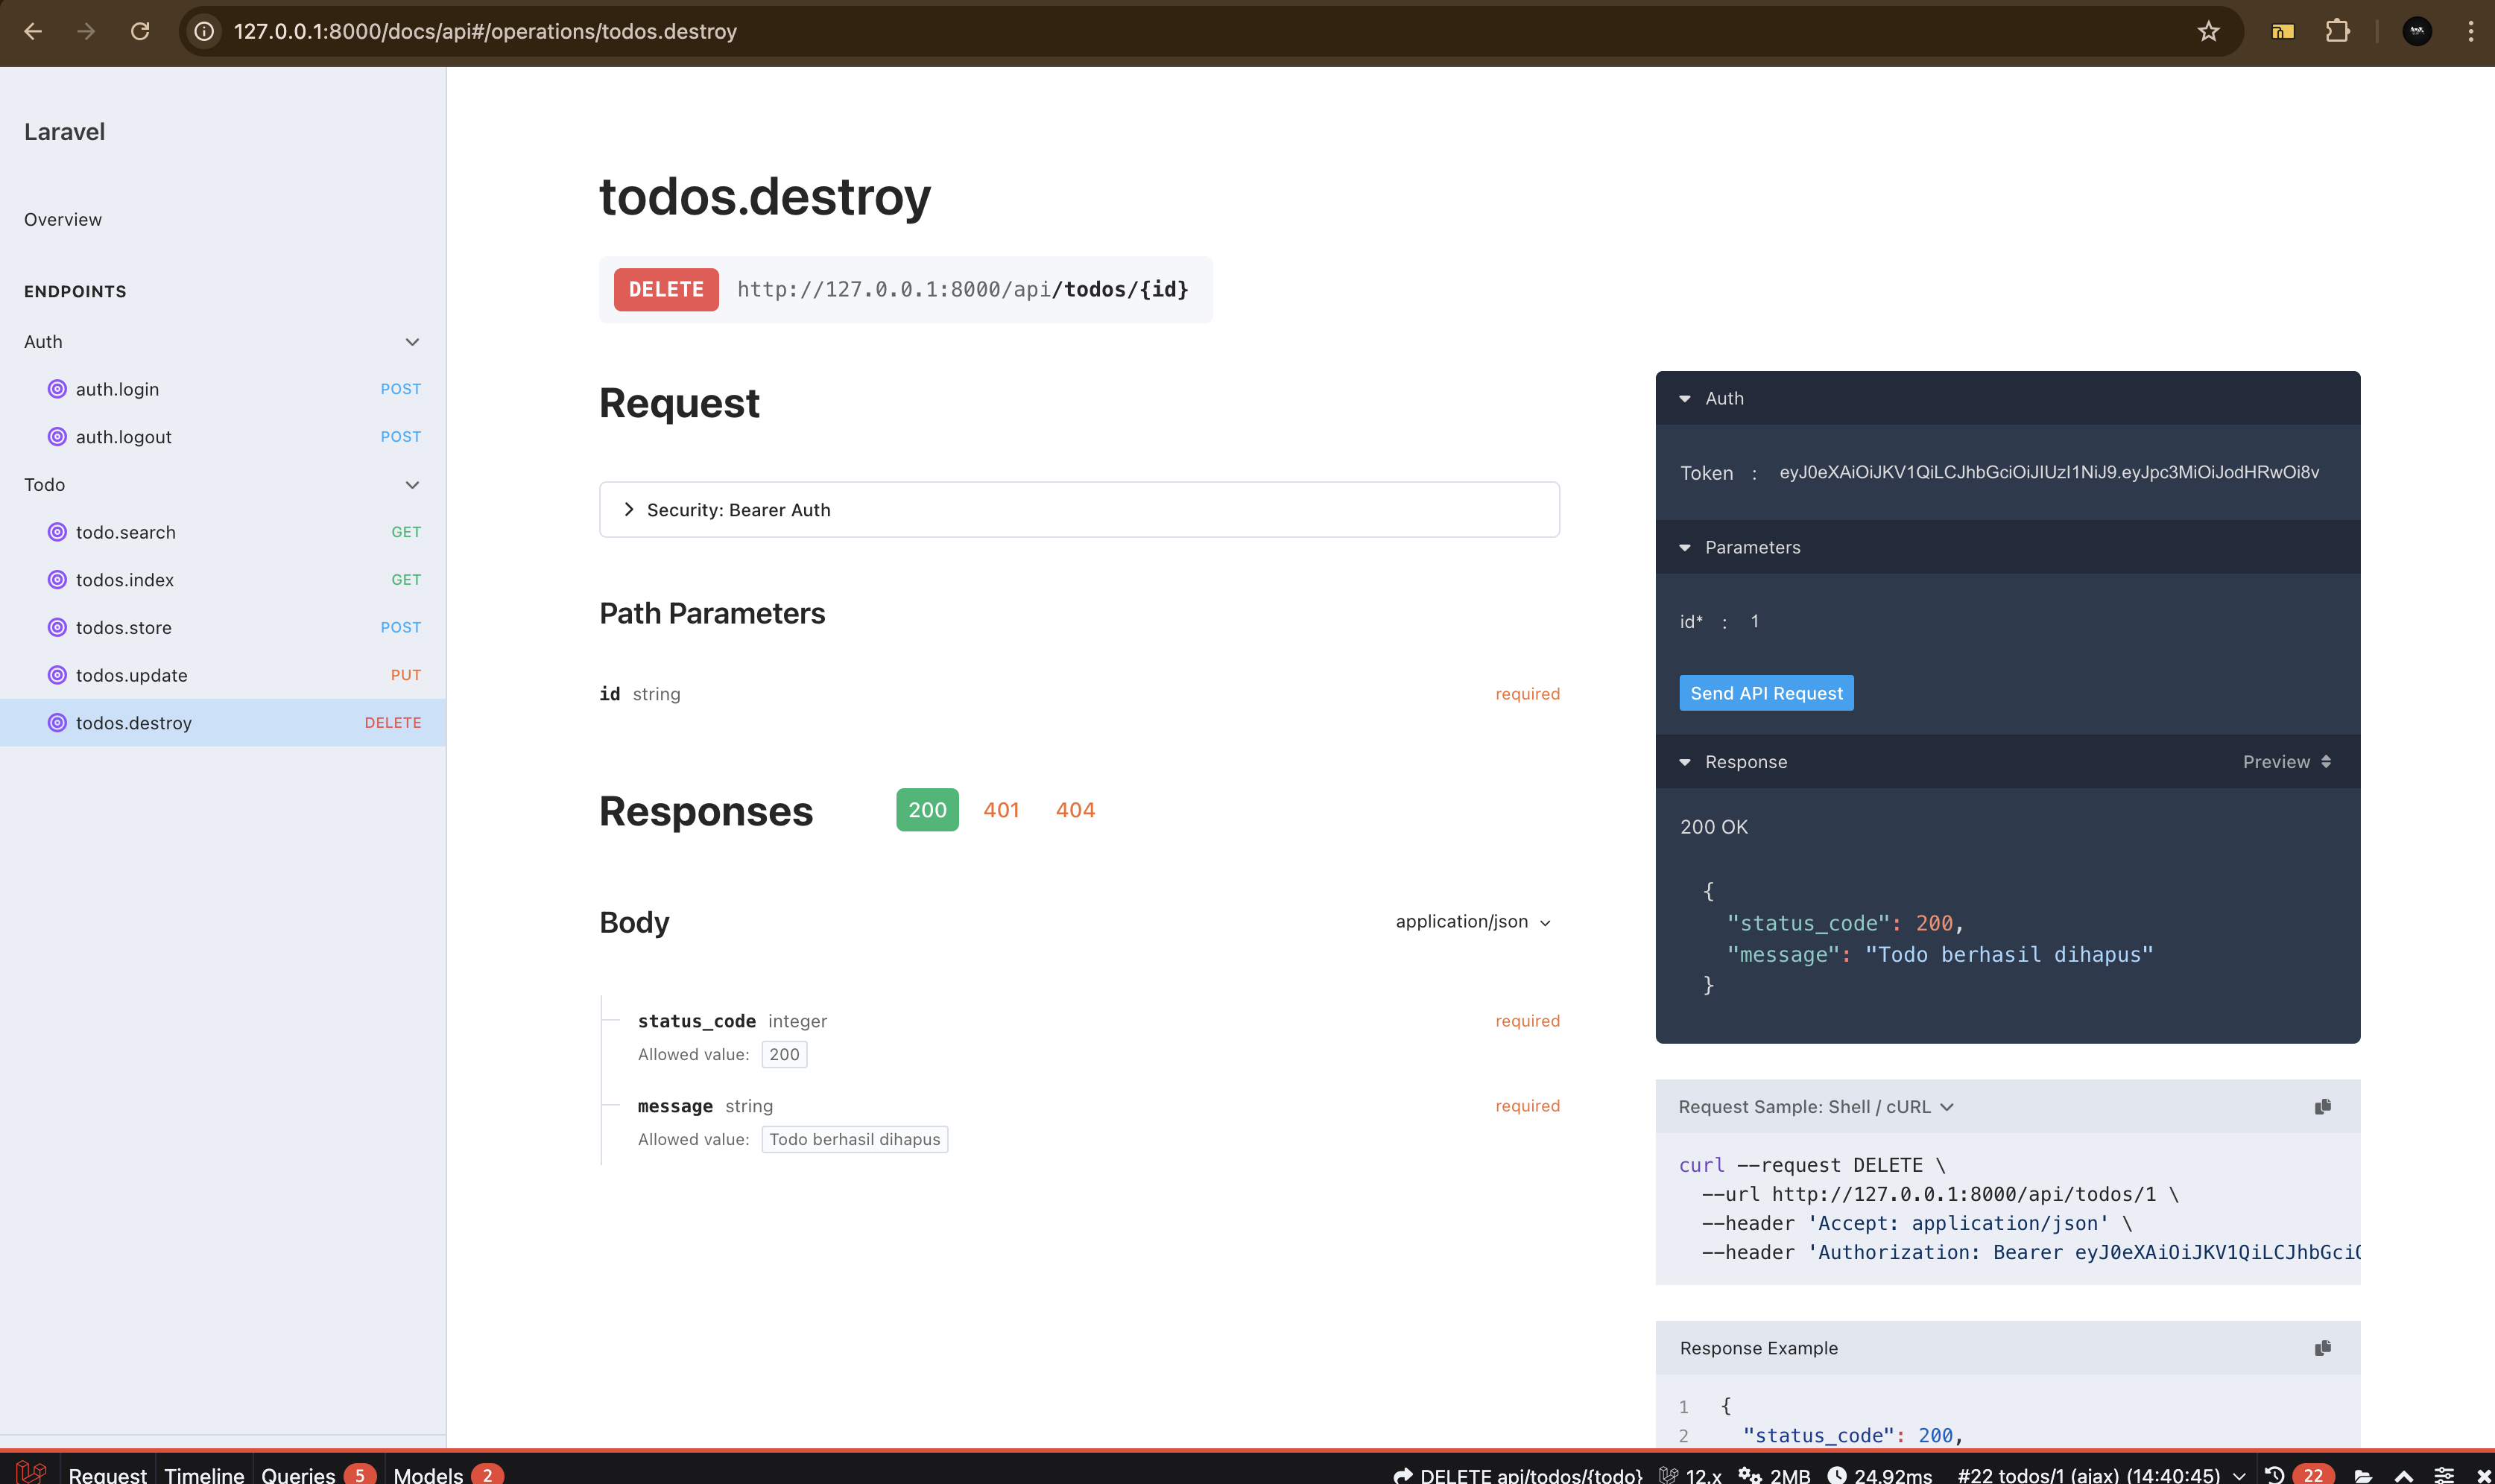 127.0.0.1:8000/docs/api#/operations/todos.destroy
Laravel
Overview
ENDPOINTS
Auth
auth.login POST
auth.logout POST
Todo
todo.search GET
todos.index GET
todos.store POST
todos.update PUT
todos.destroy DELETE
todos.destroy
DELETE http://127.0.0.1:8000/api/todos/{id}
Request
Security: Bearer Auth
Path Parameters
id string required
Responses 200 401 404
Body application/json
status_code integer required
Allowed value: 200
message string required
Allowed value: Todo berhasil dihapus
Auth
Token : eyJ0eXAiOiJKV1QiLCJhbGciOiJIUzI1NiJ9.eyJpc3MiOiJodHRwOi8v
Parameters
id* : 1
Send API Request
Response Preview
200 OK
{
"status_code": 200,
"message": "Todo berhasil dihapus"
}
Request Sample: Shell / cURL
curl --request DELETE \
--url http://127.0.0.1:8000/api/todos/1 \
--header 'Accept: application/json' \
--header 'Authorization: Bearer eyJ0eXAiOiJKV1QiLCJhbGciO
Response Example
1 {
2 "status_code": 200,
Request Timeline Queries 5 Models 2 DELETE api/todos/{todo} 12.x 2MB 24.92ms #22 todos/1 (ajax) (14:40:45) 22